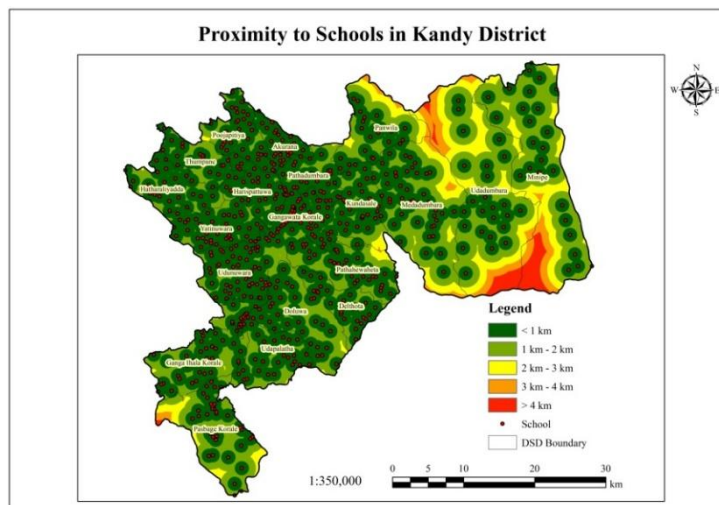 Proximity to Schools in Kandy District
N
W E
S
Panwila
Poojapitiya
Akurana
Thumpane
Pathadumbara
Minipe
Hatharaliyadda
Harispattuwa
Udadumbara
Kundasale
Medadumbara
Gangawata Korale
Yatinuwara
Udunuwara
Pathahewaheta
Doluwa
Delthota
Udapalatha
Ganga Ihala Korale
Pasbage Korale
Legend
< 1 km
1 km - 2 km
2 km - 3 km
3 km - 4 km
> 4 km
School
DSD Boundary
1:350,000
0 5 10 20 30
km